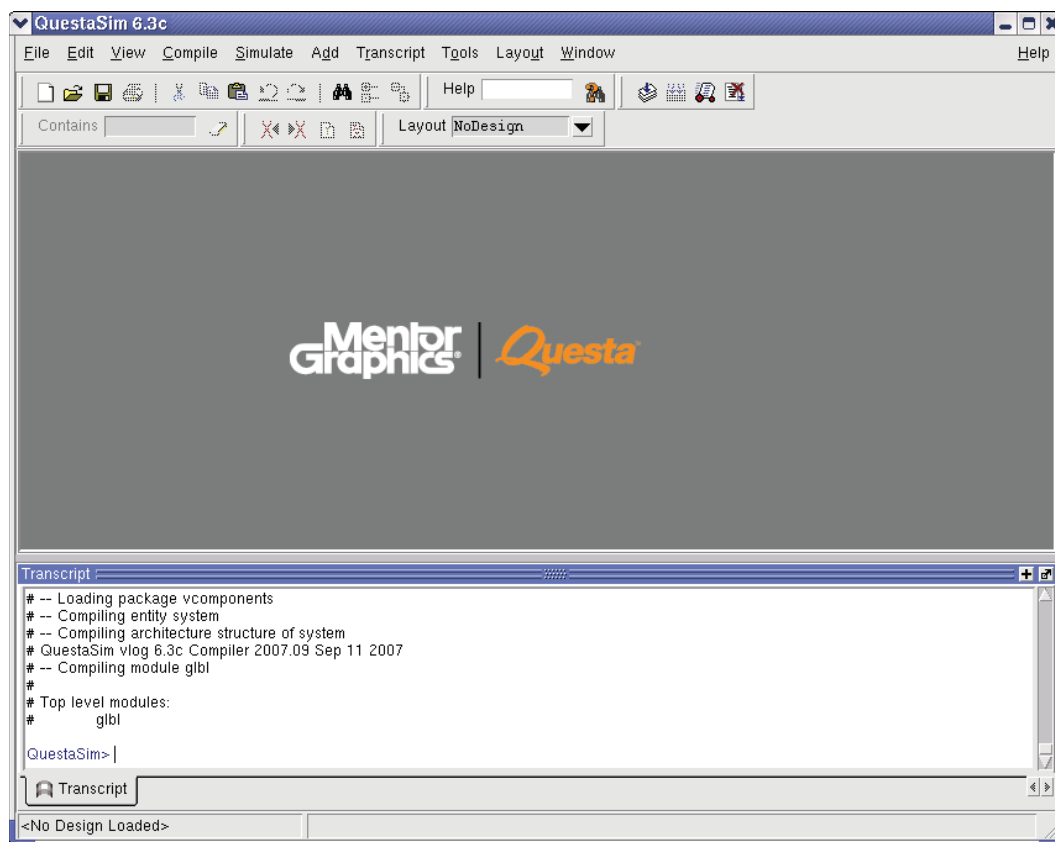 QuestaSim 6.3c
File Edit View Compile Simulate Add Transcript Tools Layout Window Help
Help
Contains Layout NoDesign
Mentor Graphics® | Questa™
Transcript
# -- Loading package vcomponents
# -- Compiling entity system
# -- Compiling architecture structure of system
# QuestaSim vlog 6.3c Compiler 2007.09 Sep 11 2007
# -- Compiling module glbl
#
# Top level modules:
# glbl
QuestaSim>
Transcript
<No Design Loaded>